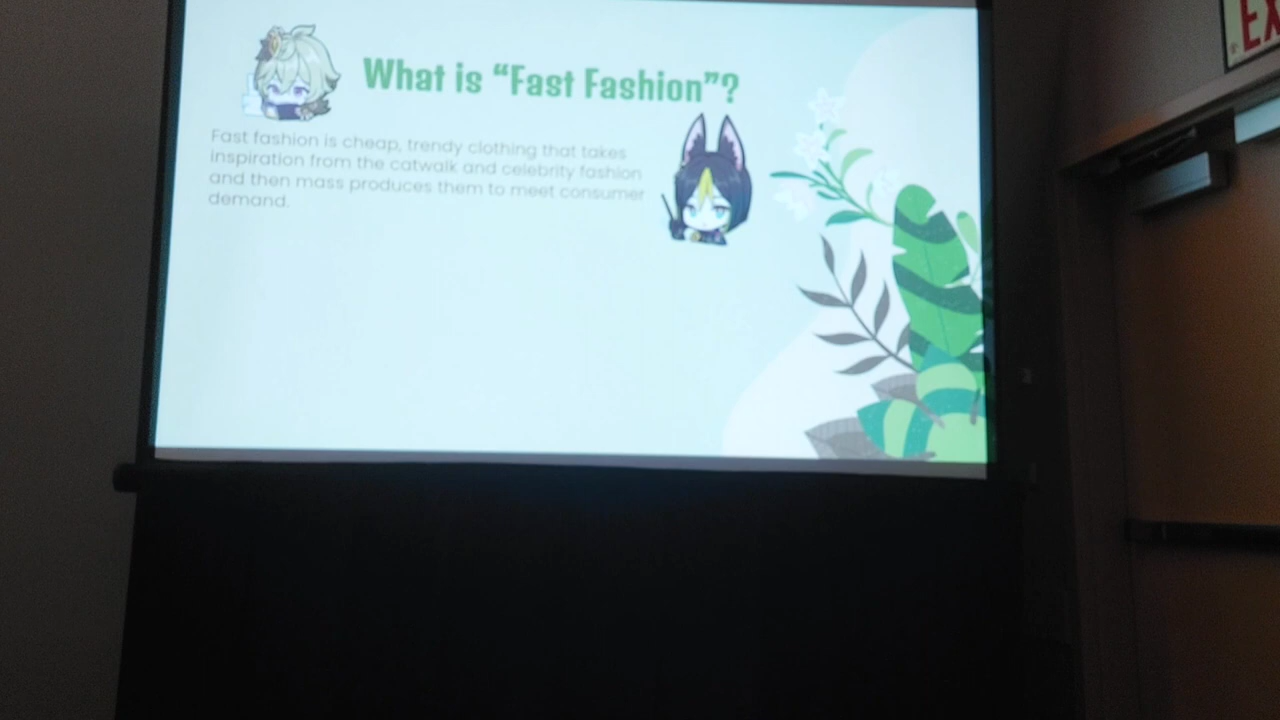 What is “Fast Fashion”?
Fast fashion is cheap, trendy clothing that takes
inspiration from the catwalk and celebrity fashion
and then mass produces them to meet consumer
demand.
EX